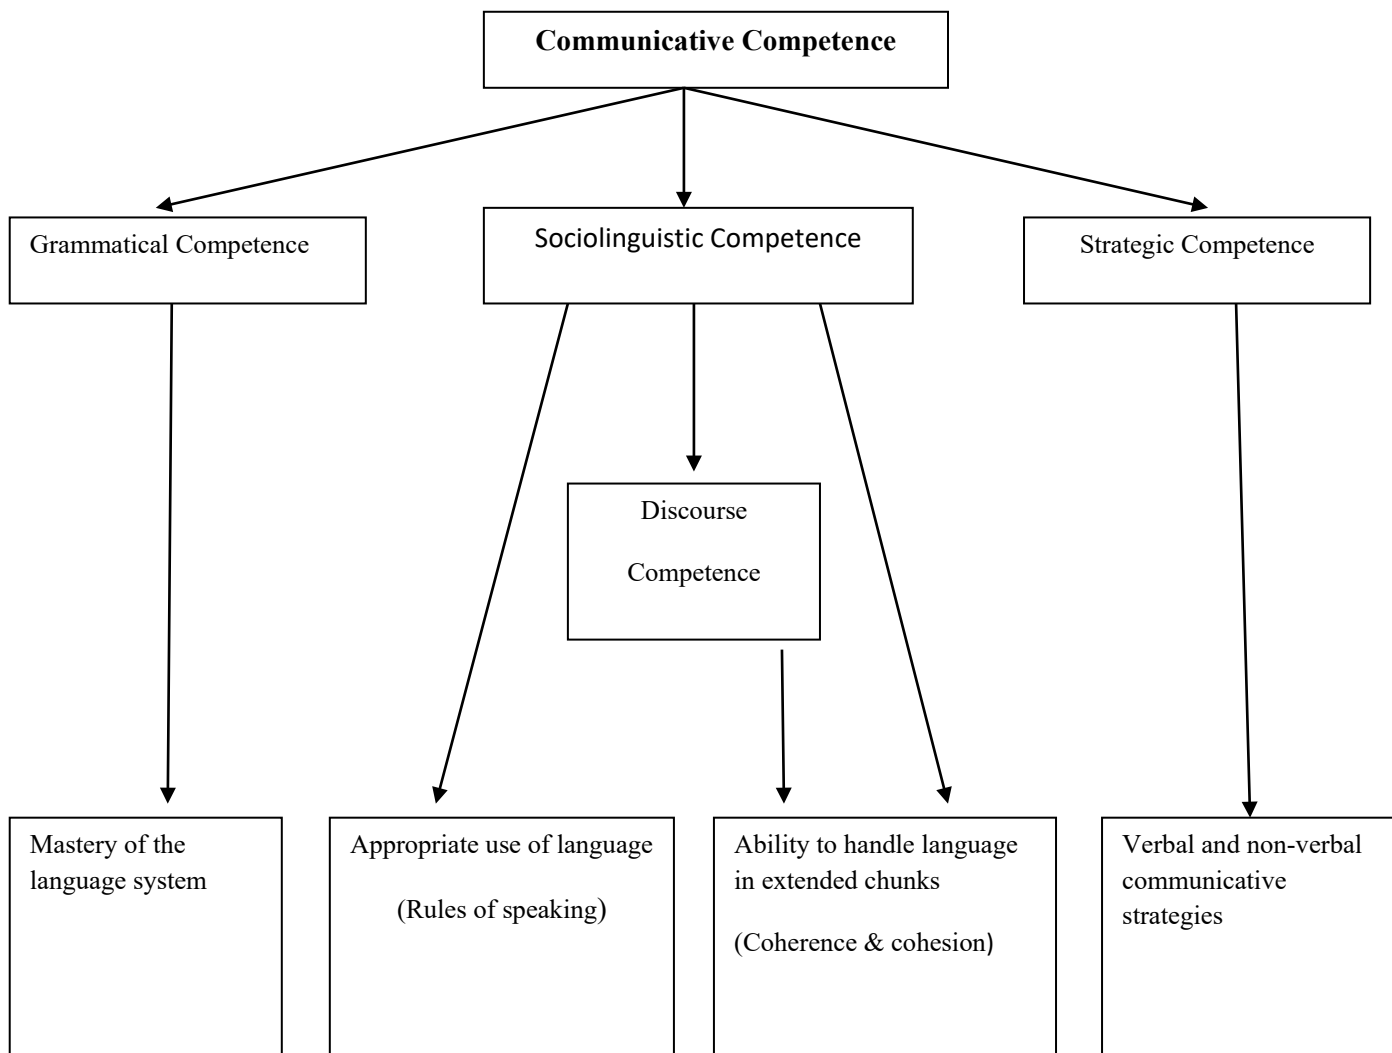 Communicative Competence
Grammatical Competence
Sociolinguistic Competence
Strategic Competence
Discourse
Competence
Mastery of the
language system
Appropriate use of language
(Rules of speaking)
Ability to handle language
in extended chunks
(Coherence & cohesion)
Verbal and non-verbal
communicative
strategies